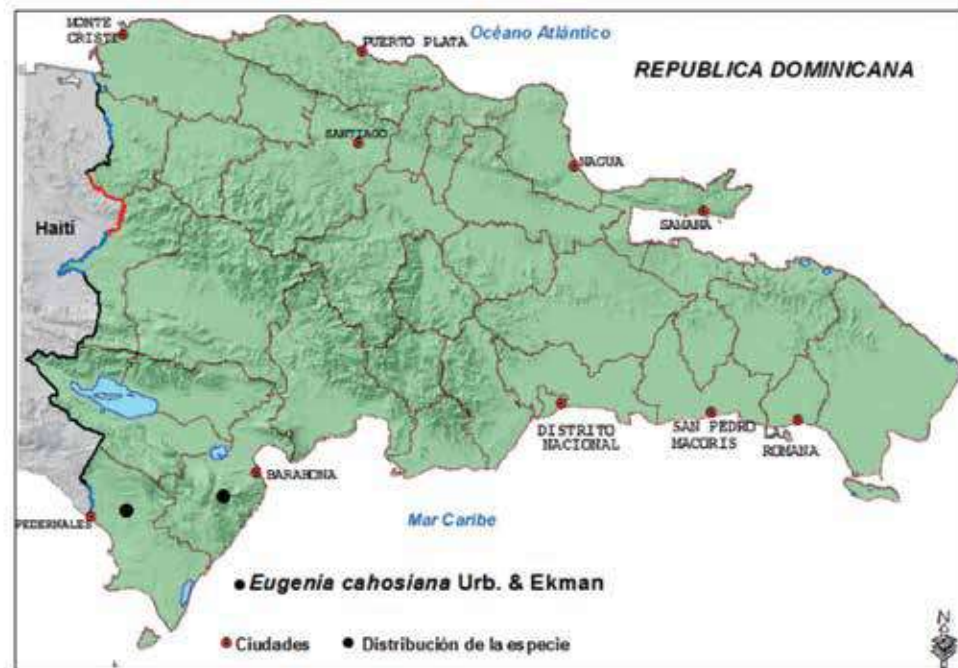 MONTE
CRISTI
Océano Atlántico
PUERTO PLATA
REPUBLICA DOMINICANA
SANTIAGO
NAGUA
SAMANA
Haití
DISTRITO
NACIONAL
SAN PEDRO
MACORIS
LA
ROMANA
BARAHONA
PEDERNALES
Mar Caribe
Eugenia cahosiana Urb. & Ekman
Ciudades
Distribución de la especie
N